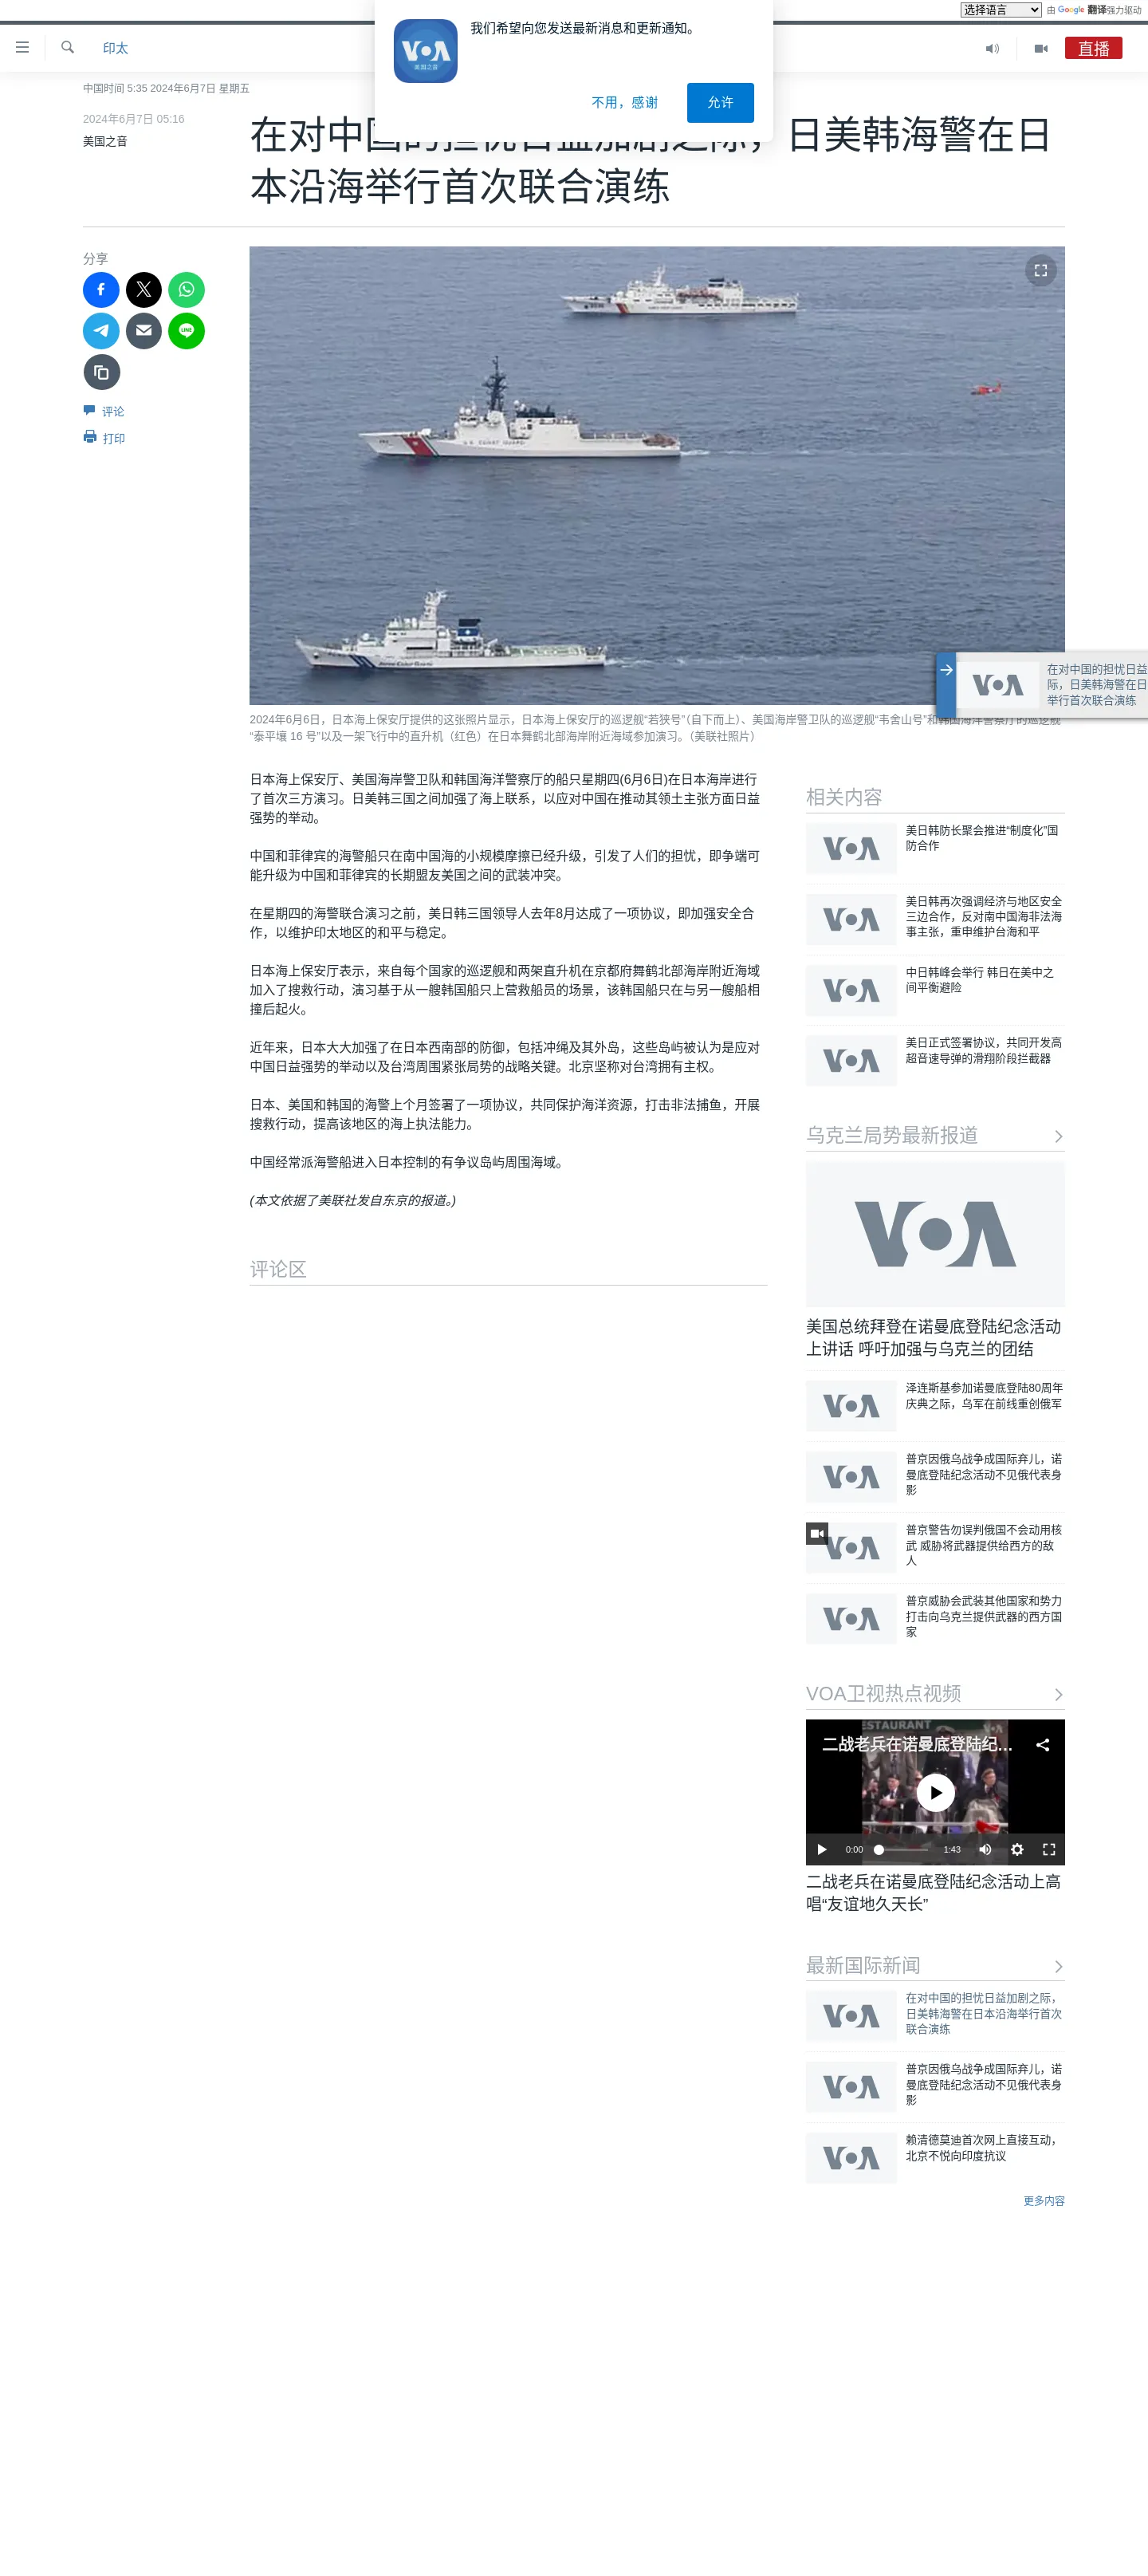 选择语言
由 Google 翻译强力驱动
我们希望向您发送最新消息和更新通知。
VOA
美国之音
不用，感谢
允许
印太
直播
中国时间 5:35 2024年6月7日 星期五
2024年6月7日 05:16
美国之音
在对中国的担忧日益加剧之际，日美韩海警在日
本沿海举行首次联合演练
分享
评论
打印
U.S. COAST GUARD
在对中国的担忧日益
际，日美韩海警在日
举行首次联合演练
2024年6月6日，日本海上保安厅提供的这张照片显示，日本海上保安厅的巡逻舰“若狭号”（自下而上）、美国海岸警卫队的巡逻舰“韦舍山号”和韩国海洋警察厅的巡逻舰
“泰平壤 16 号”以及一架飞行中的直升机（红色）在日本舞鹤北部海岸附近海域参加演习。（美联社照片）
日本海上保安厅、美国海岸警卫队和韩国海洋警察厅的船只星期四(6月6日)在日本海岸进行
了首次三方演习。日美韩三国之间加强了海上联系，以应对中国在推动其领土主张方面日益
强势的举动。
中国和菲律宾的海警船只在南中国海的小规模摩擦已经升级，引发了人们的担忧，即争端可
能升级为中国和菲律宾的长期盟友美国之间的武装冲突。
在星期四的海警联合演习之前，美日韩三国领导人去年8月达成了一项协议，即加强安全合
作，以维护印太地区的和平与稳定。
日本海上保安厅表示，来自每个国家的巡逻舰和两架直升机在京都府舞鹤北部海岸附近海域
加入了搜救行动，演习基于从一艘韩国船只上营救船员的场景，该韩国船只在与另一艘船相
撞后起火。
近年来，日本大大加强了在日本西南部的防御，包括冲绳及其外岛，这些岛屿被认为是应对
中国日益强势的举动以及台湾周围紧张局势的战略关键。北京坚称对台湾拥有主权。
日本、美国和韩国的海警上个月签署了一项协议，共同保护海洋资源，打击非法捕鱼，开展
搜救行动，提高该地区的海上执法能力。
中国经常派海警船进入日本控制的有争议岛屿周围海域。
(本文依据了美联社发自东京的报道。)
评论区
相关内容
美日韩防长聚会推进“制度化”国
防合作
美日韩再次强调经济与地区安全
三边合作，反对南中国海非法海
事主张，重申维护台海和平
中日韩峰会举行 韩日在美中之
间平衡避险
美日正式签署协议，共同开发高
超音速导弹的滑翔阶段拦截器
乌克兰局势最新报道
VOA
美国总统拜登在诺曼底登陆纪念活动
上讲话 呼吁加强与乌克兰的团结
泽连斯基参加诺曼底登陆80周年
庆典之际，乌军在前线重创俄军
普京因俄乌战争成国际弃儿，诺
曼底登陆纪念活动不见俄代表身
影
普京警告勿误判俄国不会动用核
武 威胁将武器提供给西方的敌
人
普京威胁会武装其他国家和势力
打击向乌克兰提供武器的西方国
家
VOA卫视热点视频
ESTAURANT
二战老兵在诺曼底登陆纪...
0:00
1:43
二战老兵在诺曼底登陆纪念活动上高
唱“友谊地久天长”
最新国际新闻
在对中国的担忧日益加剧之际，
日美韩海警在日本沿海举行首次
联合演练
普京因俄乌战争成国际弃儿，诺
曼底登陆纪念活动不见俄代表身
影
赖清德莫迪首次网上直接互动，
北京不悦向印度抗议
更多内容